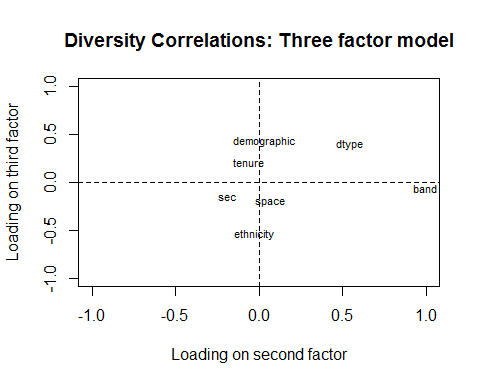 Diversity Correlations: Three factor model
Loading on third factor
1.0
0.5
0.0
-0.5
-1.0
demographic
dtype
tenure
band
sec
space
ethnicity
-1.0 -0.5 0.0 0.5 1.0
Loading on second factor